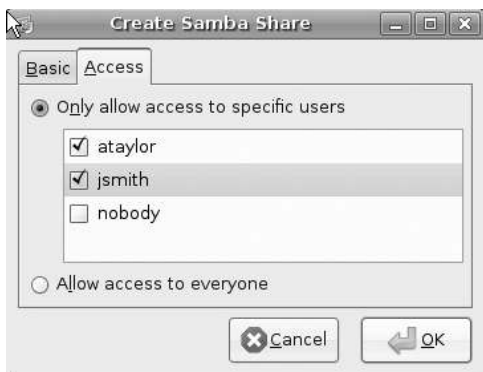 Create Samba Share
Basic Access
Only allow access to specific users
ataylor
jsmith
nobody
Allow access to everyone
Cancel OK